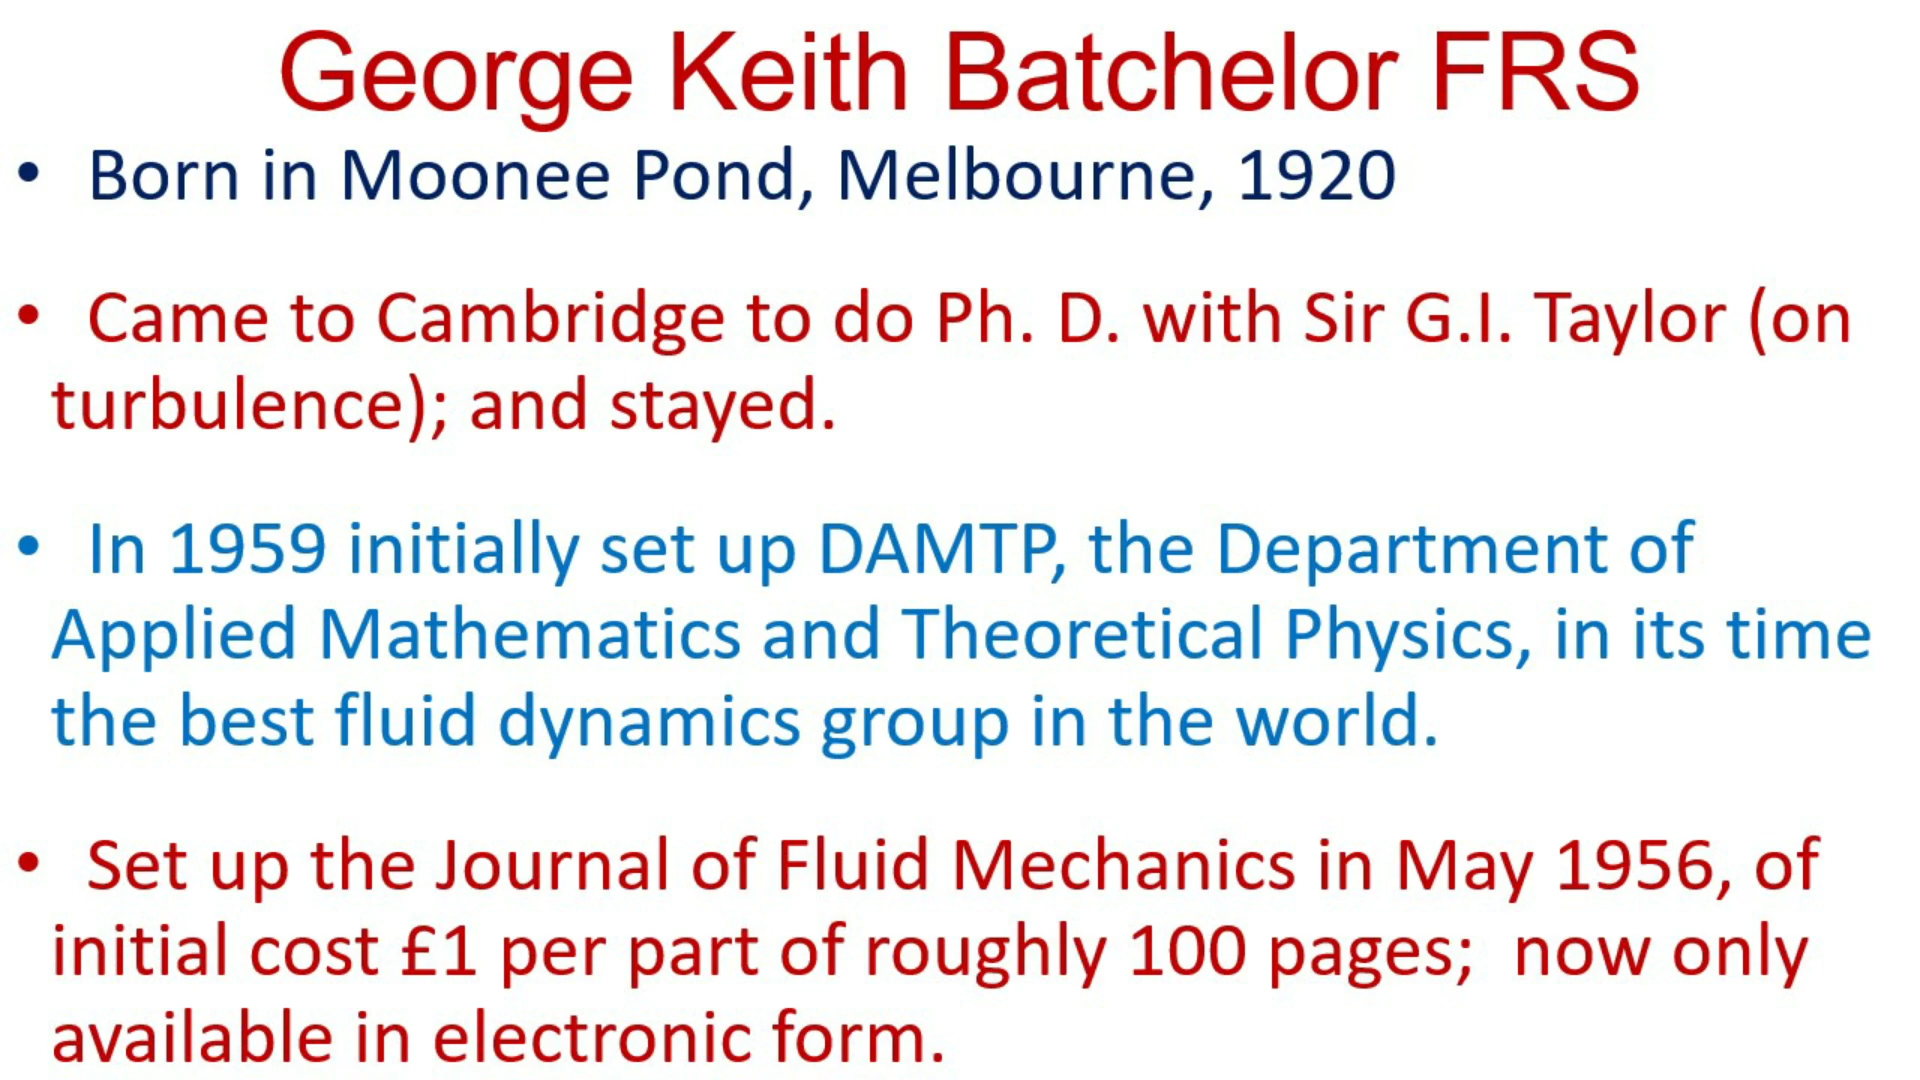 George Keith Batchelor FRS
• Born in Moonee Pond, Melbourne, 1920
• Came to Cambridge to do Ph. D. with Sir G.I. Taylor (on
turbulence); and stayed.
• In 1959 initially set up DAMTP, the Department of
Applied Mathematics and Theoretical Physics, in its time
the best fluid dynamics group in the world.
• Set up the Journal of Fluid Mechanics in May 1956, of
initial cost £1 per part of roughly 100 pages; now only
available in electronic form.